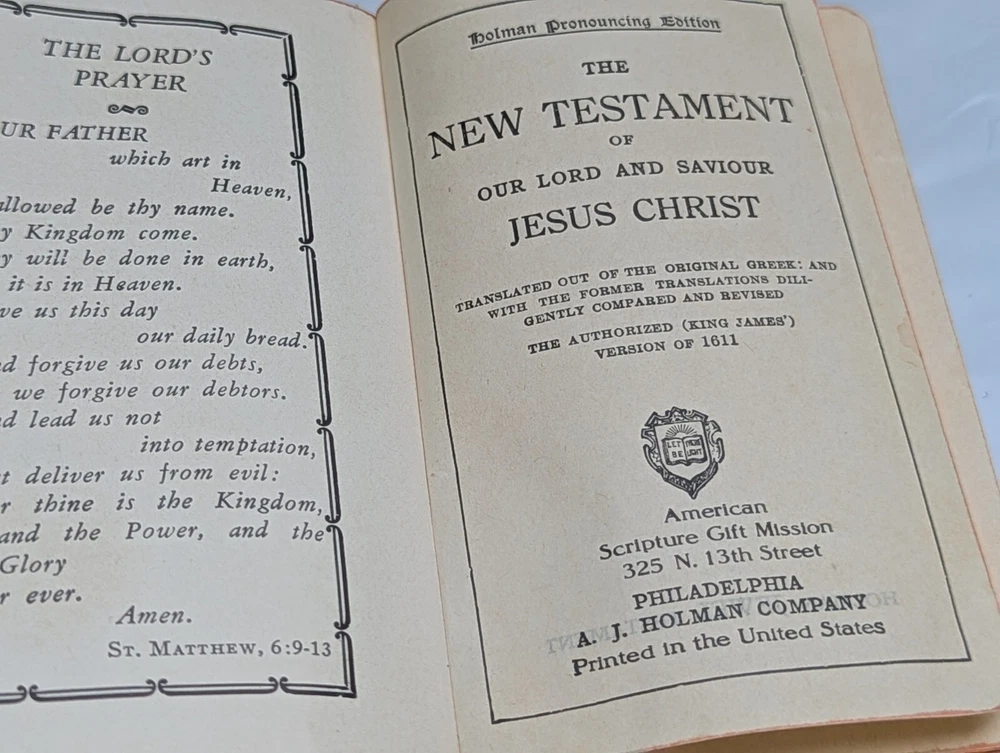 THE LORD'S
PRAYER
UR FATHER
which art in
Heaven,
allowed be thy name.
y Kingdom come.
y will be done in earth,
it is in Heaven.
ve us this day
our daily bread.
d forgive us our debts,
we forgive our debtors.
d lead us not
into temptation,
t deliver us from evil:
r thine is the Kingdom,
and the Power, and the
Glory
r ever.
Amen.
St. Matthew, 6:9-13
Holman Pronouncing Edition
THE
NEW TESTAMENT
OF
OUR LORD AND SAVIOUR
JESUS CHRIST
TRANSLATED OUT OF THE ORIGINAL GREEK: AND
WITH THE FORMER TRANSLATIONS DILI-
GENTLY COMPARED AND REVISED
THE AUTHORIZED (KING JAMES')
VERSION OF 1611
LET THERE
BE LIGHT
American
Scripture Gift Mission
325 N. 13th Street
PHILADELPHIA
A. J. HOLMAN COMPANY
Printed in the United States